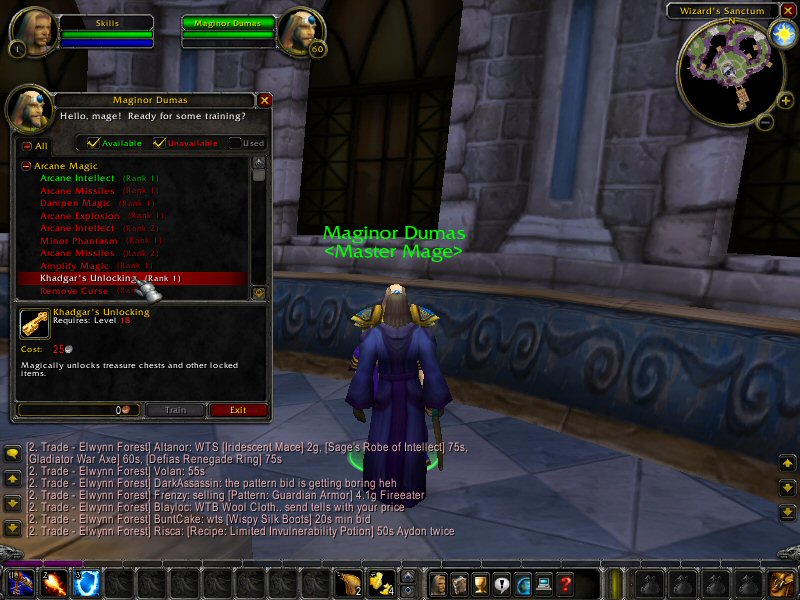 Skills
1
Maginor Dumas
60
Wizard's Sanctum
N
Maginor Dumas
Hello, mage! Ready for some training?
All
Available
Unavailable
Used
Arcane Magic
Arcane Intellect (Rank 1)
Arcane Missiles (Rank 1)
Dampen Magic (Rank 1)
Arcane Explosion (Rank 1)
Arcane Intellect (Rank 2)
Minor Phantasm (Rank 1)
Arcane Missiles (Rank 2)
Amplify Magic (Rank 1)
Khadgar's Unlocking (Rank 1)
Remove Curse
Khadgar's Unlocking
Requires: Level 18
Cost: 25
Magically unlocks treasure chests and other locked
items.
0
Train
Exit
Maginor Dumas
<Master Mage>
[2. Trade - Elwynn Forest] Altanor: WTS [Iridescent Mace] 2g, [Sage's Robe of Intellect] 75s,
[Gladiator War Axe] 60s, [Defias Renegade Ring] 75s
[2. Trade - Elwynn Forest] Volan: 55s
[2. Trade - Elwynn Forest] DarkAssassin: the pattern bid is getting boring heh
[2. Trade - Elwynn Forest] Frenzy: selling [Pattern: Guardian Armor] 4.1g Fireeater
[2. Trade - Elwynn Forest] Blayloc: WTB Wool Cloth.. send tells with your price
[2. Trade - Elwynn Forest] BuntCake: wts [Wispy Silk Boots] 20s min bid
[2. Trade - Elwynn Forest] Risca: [Recipe: Limited Invulnerability Potion] 50s Aydon twice
1
2
3
2
4